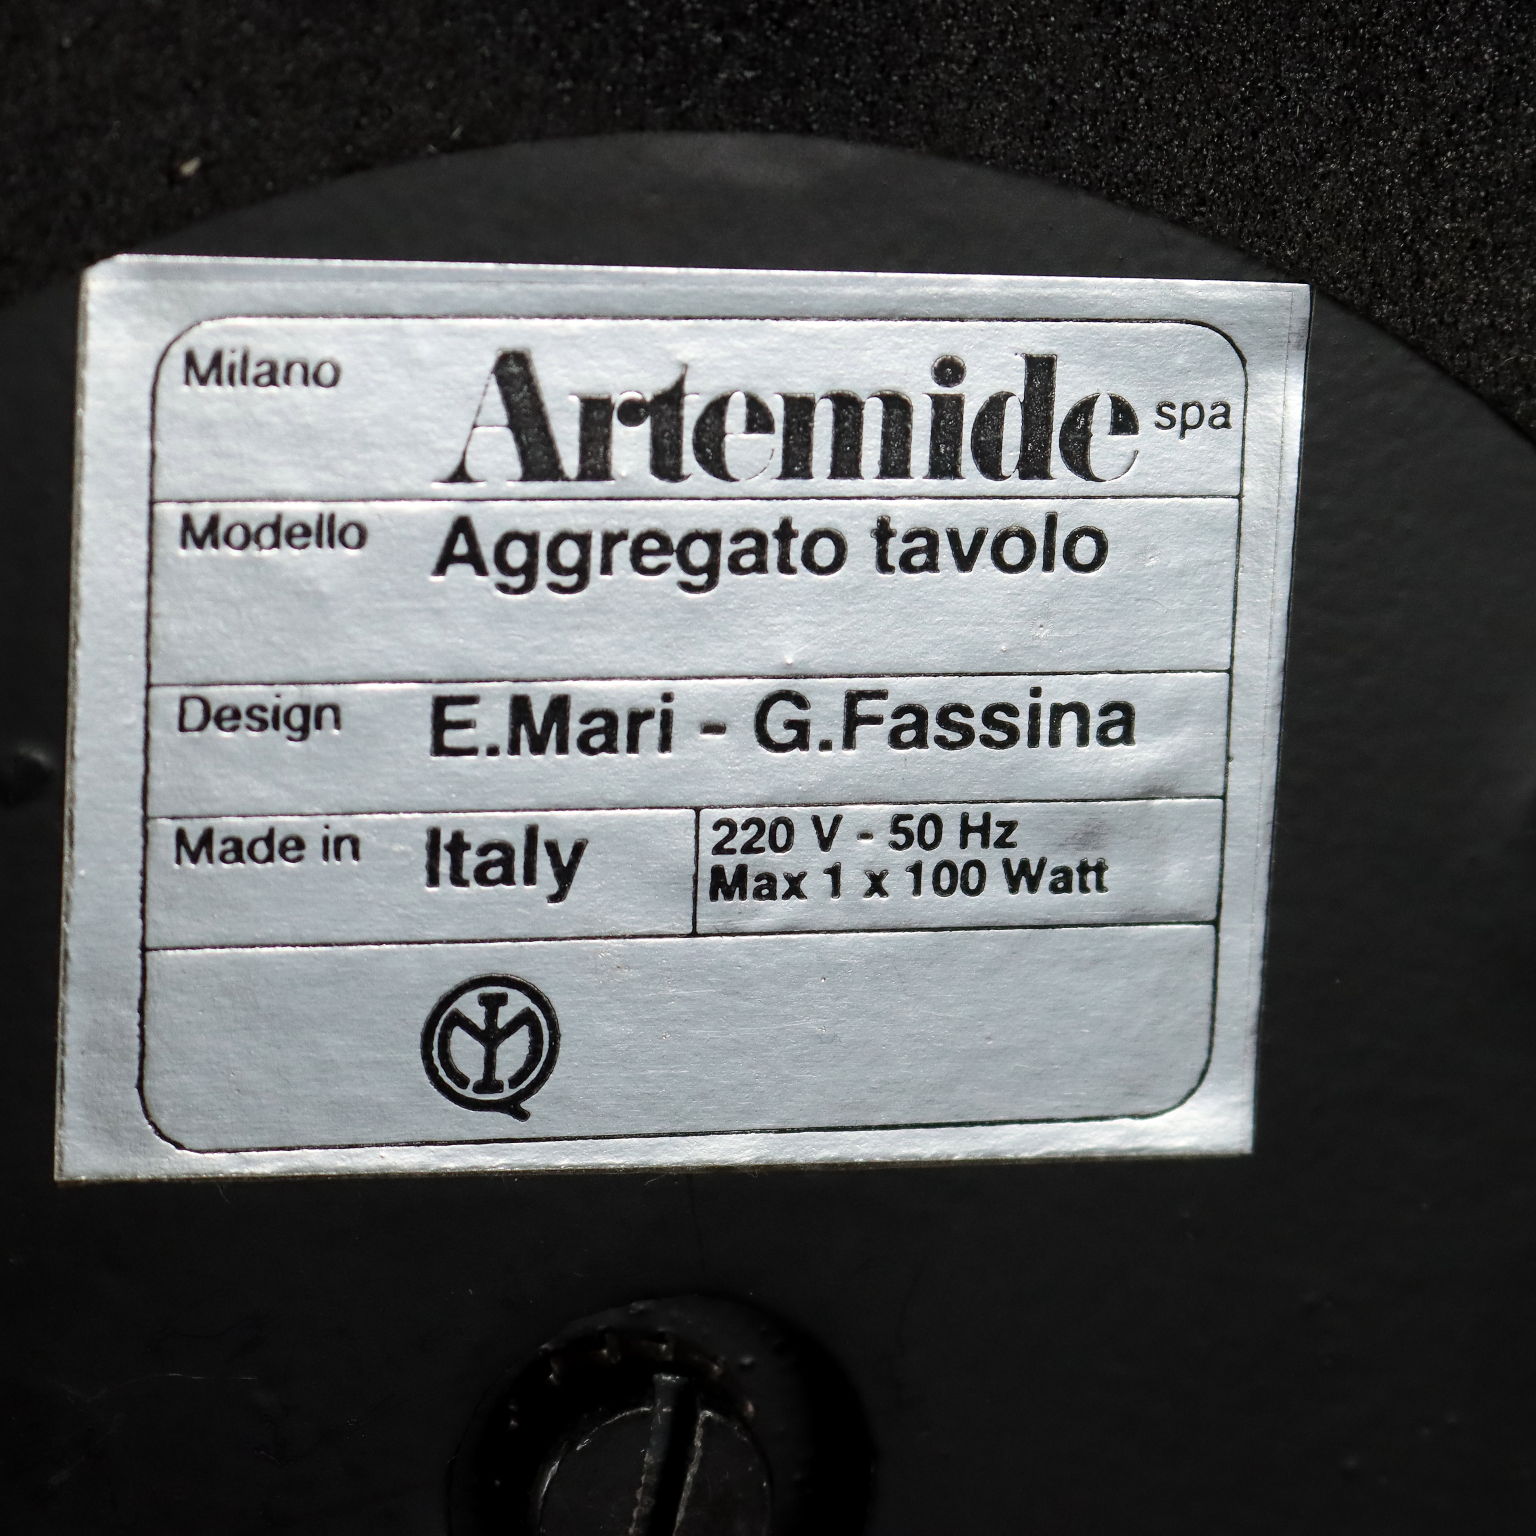 Milano Artemide spa
Modello Aggregato tavolo
Design E.Mari - G.Fassina
Made in Italy
220 V - 50 Hz
Max 1 x 100 Watt